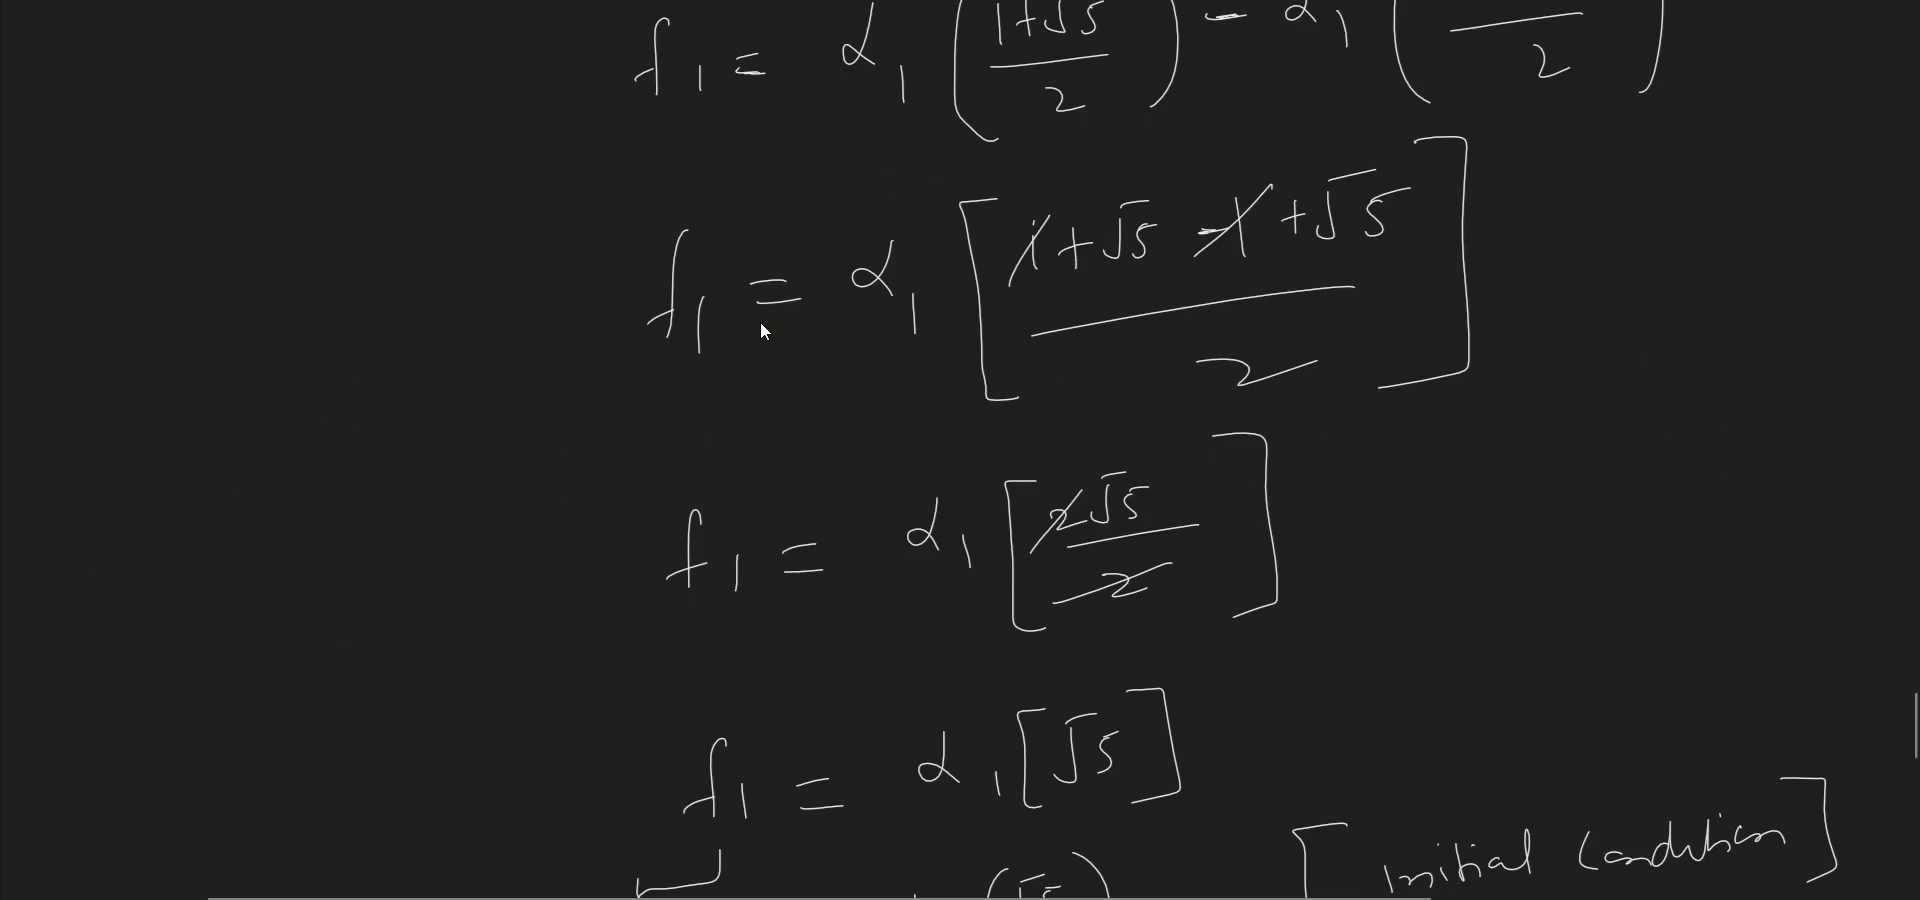 f₁ = α₁ ((1+√5)/2) - α₁ ( /2)
f₁ = α₁ [(1+√5 -1 +√5)/2]
f₁ = α₁ [2√5/2]
f₁ = α₁ [√5]
[Initial Condition]